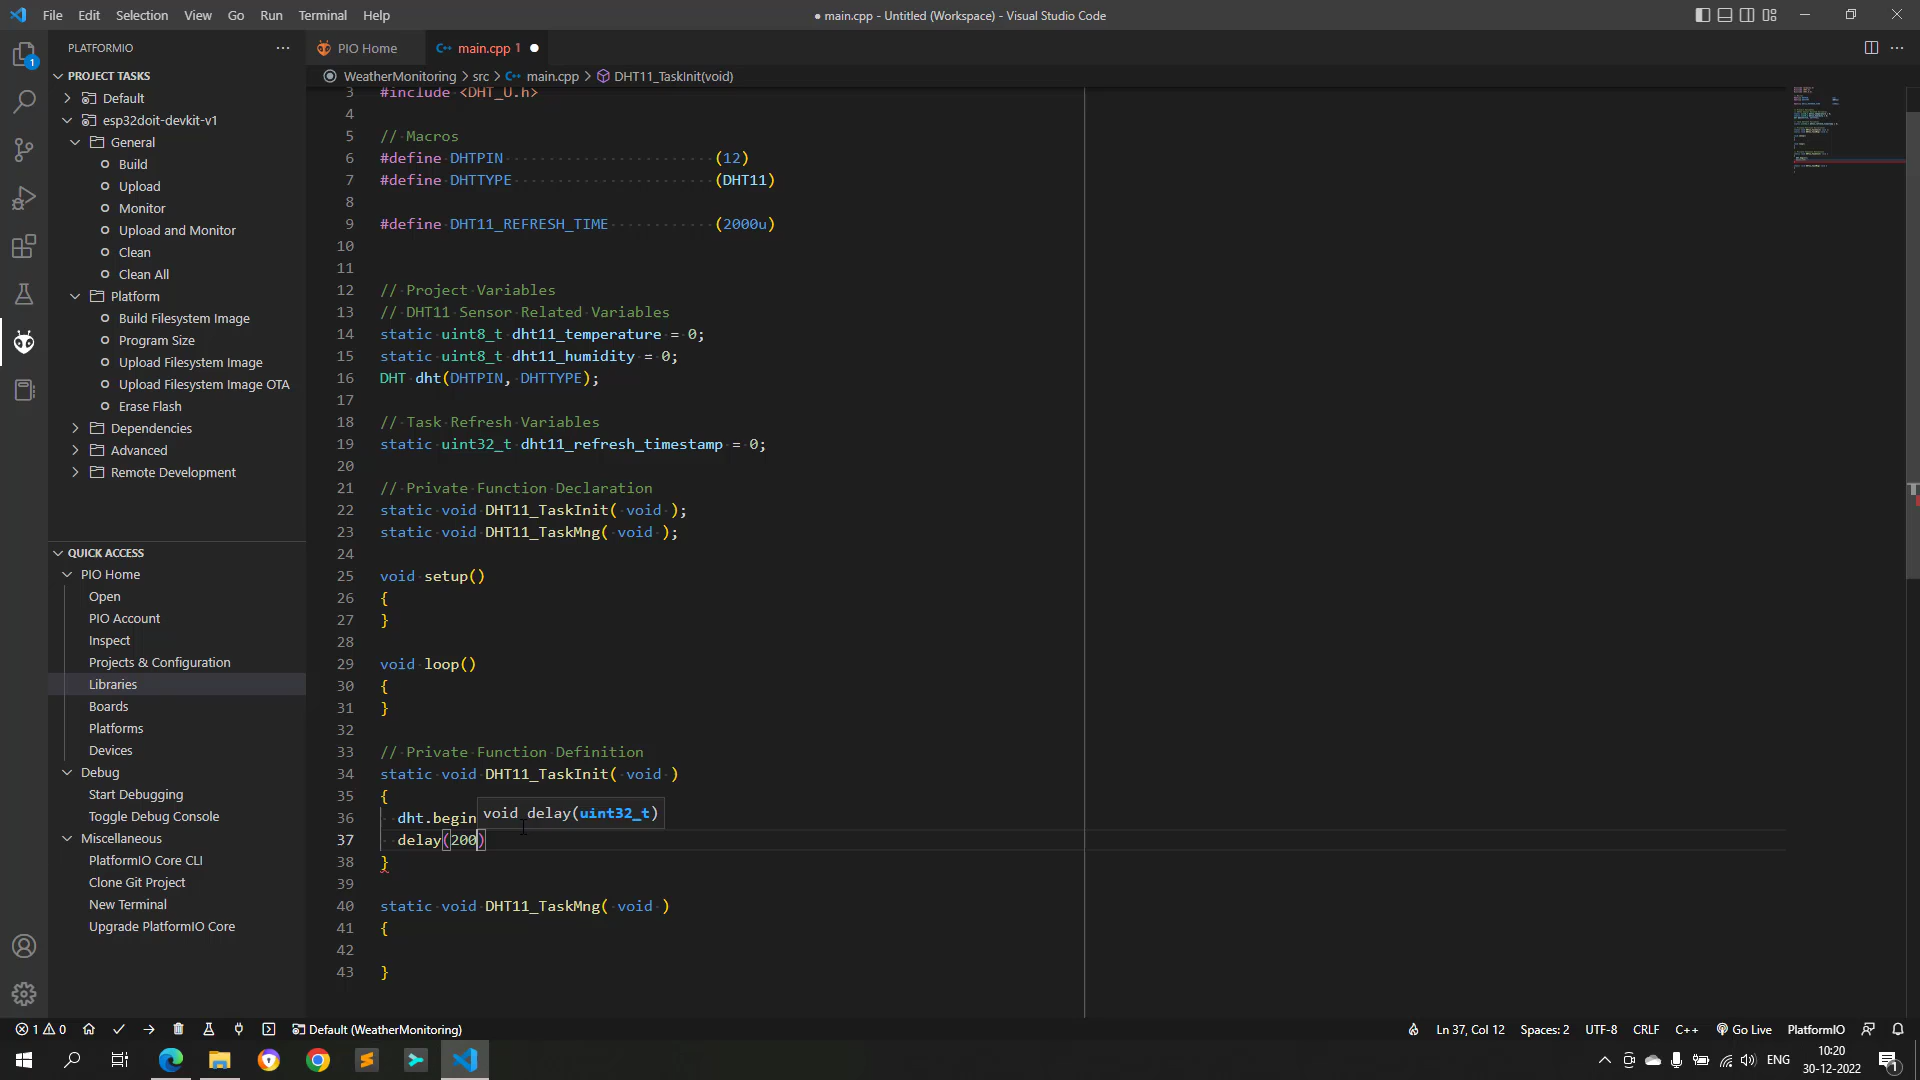 File Edit Selection View Go Run Terminal Help
● main.cpp - Untitled (Workspace) - Visual Studio Code
PLATFORMIO
PIO Home
main.cpp 1
WeatherMonitoring > src > main.cpp > DHT11_TaskInit(void)
PROJECT TASKS
Default
esp32doit-devkit-v1
General
Build
Upload
Monitor
Upload and Monitor
Clean
Clean All
Platform
Build Filesystem Image
Program Size
Upload Filesystem Image
Upload Filesystem Image OTA
Erase Flash
Dependencies
Advanced
Remote Development
QUICK ACCESS
PIO Home
Open
PIO Account
Inspect
Projects & Configuration
Libraries
Boards
Platforms
Devices
Debug
Start Debugging
Toggle Debug Console
Miscellaneous
PlatformIO Core CLI
Clone Git Project
New Terminal
Upgrade PlatformIO Core
3 #include <DHT_U.h>
4
5 // Macros
6 #define DHTPIN (12)
7 #define DHTTYPE (DHT11)
8
9 #define DHT11_REFRESH_TIME (2000u)
10
11
12 // Project Variables
13 // DHT11 Sensor Related Variables
14 static uint8_t dht11_temperature = 0;
15 static uint8_t dht11_humidity = 0;
16 DHT dht(DHTPIN, DHTTYPE);
17
18 // Task Refresh Variables
19 static uint32_t dht11_refresh_timestamp = 0;
20
21 // Private Function Declaration
22 static void DHT11_TaskInit( void );
23 static void DHT11_TaskMng( void );
24
25 void setup()
26 {
27 }
28
29 void loop()
30 {
31 }
32
33 // Private Function Definition
34 static void DHT11_TaskInit( void )
35 {
36 dht.begin
void delay(uint32_t)
37 delay(200)
38 }
39
40 static void DHT11_TaskMng( void )
41 {
42
43 }
1 0 Default (WeatherMonitoring)
Ln 37, Col 12 Spaces: 2 UTF-8 CRLF C++ Go Live PlatformIO
ENG
10:20
30-12-2022
1